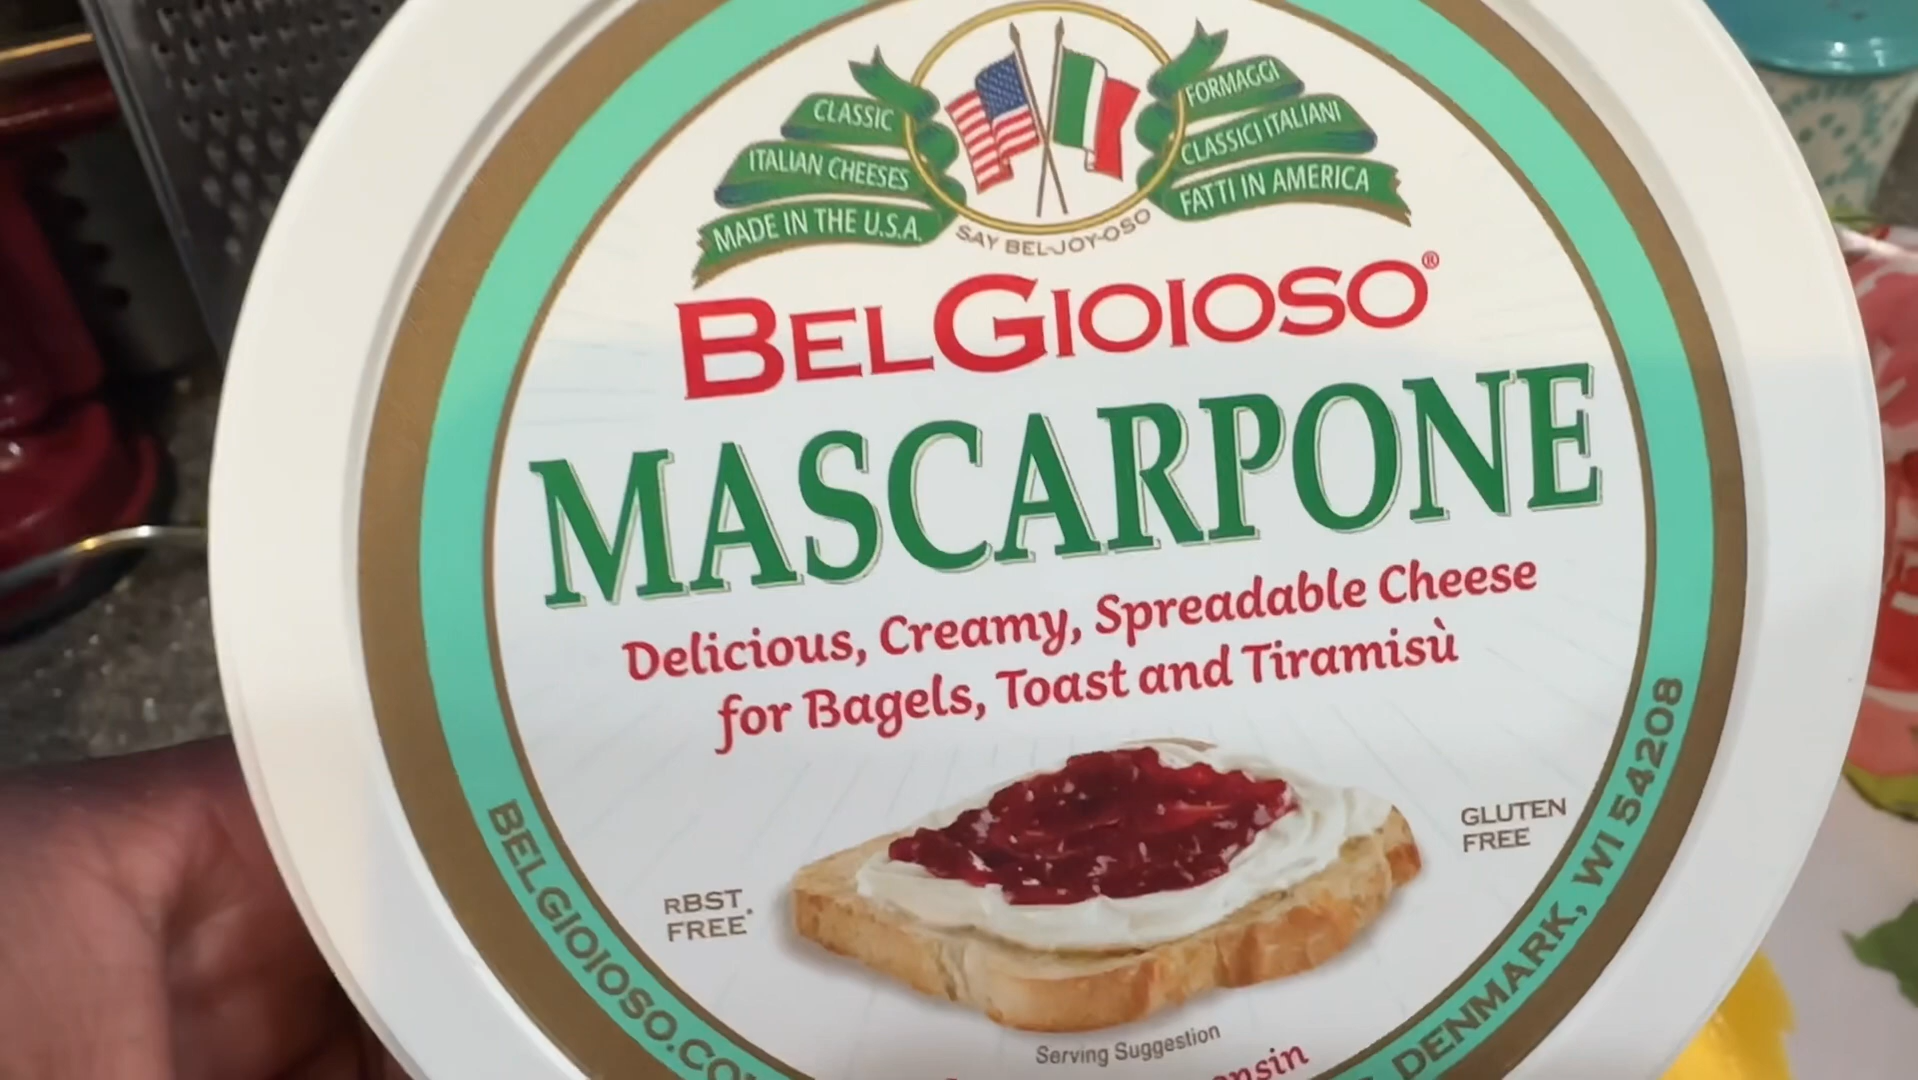 CLASSIC
ITALIAN CHEESES
MADE IN THE U.S.A.
FORMAGGI
CLASSICI ITALIANI
FATTI IN AMERICA
SAY BEL-JOY-OSO
BELGIOIOSO®
MASCARPONE
Delicious, Creamy, Spreadable Cheese
for Bagels, Toast and Tiramisù
GLUTEN
FREE
RBST
FREE*
Serving Suggestion
BELGIOIOSO.CO
DENMARK, WI 54208